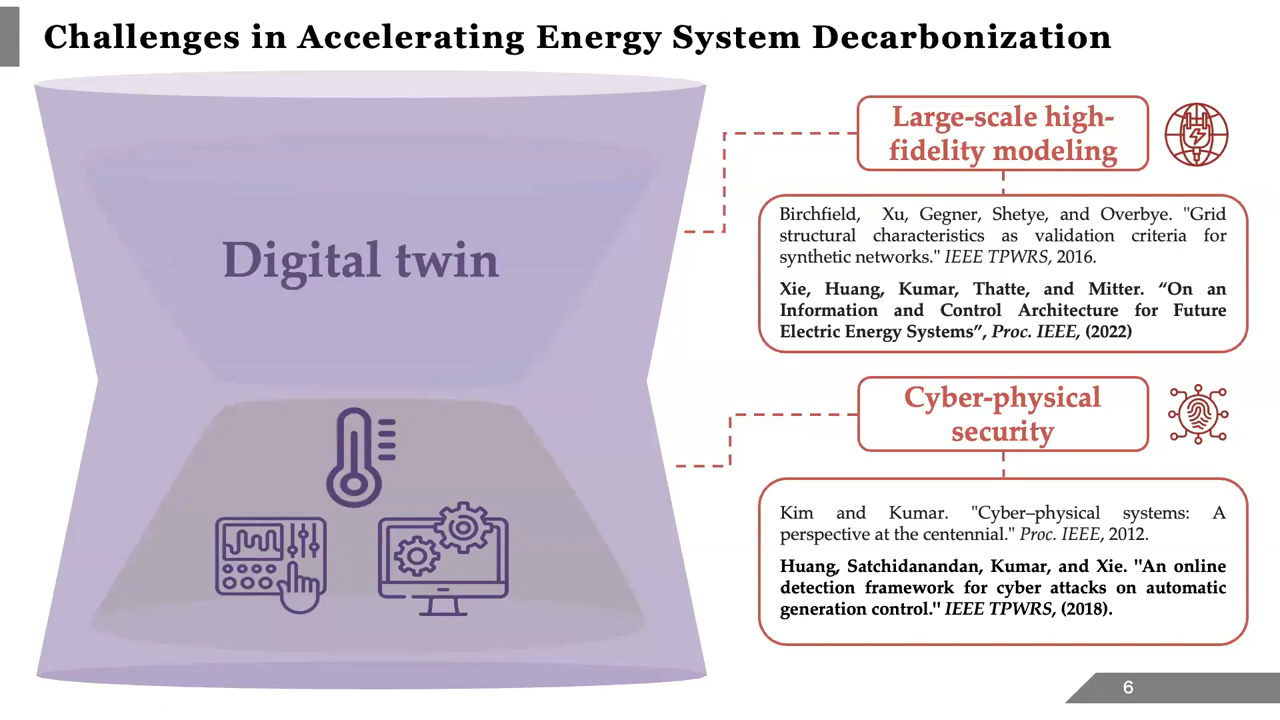 Challenges in Accelerating Energy System Decarbonization
Digital twin
Large-scale high-
fidelity modeling
Birchfield, Xu, Gegner, Shetye, and Overbye. "Grid
structural characteristics as validation criteria for
synthetic networks." IEEE TPWRS, 2016.
Xie, Huang, Kumar, Thatte, and Mitter. “On an
Information and Control Architecture for Future
Electric Energy Systems”, Proc. IEEE, (2022)
Cyber-physical
security
Kim and Kumar. "Cyber–physical systems: A
perspective at the centennial." Proc. IEEE, 2012.
Huang, Satchidanandan, Kumar, and Xie. "An online
detection framework for cyber attacks on automatic
generation control." IEEE TPWRS, (2018).
6